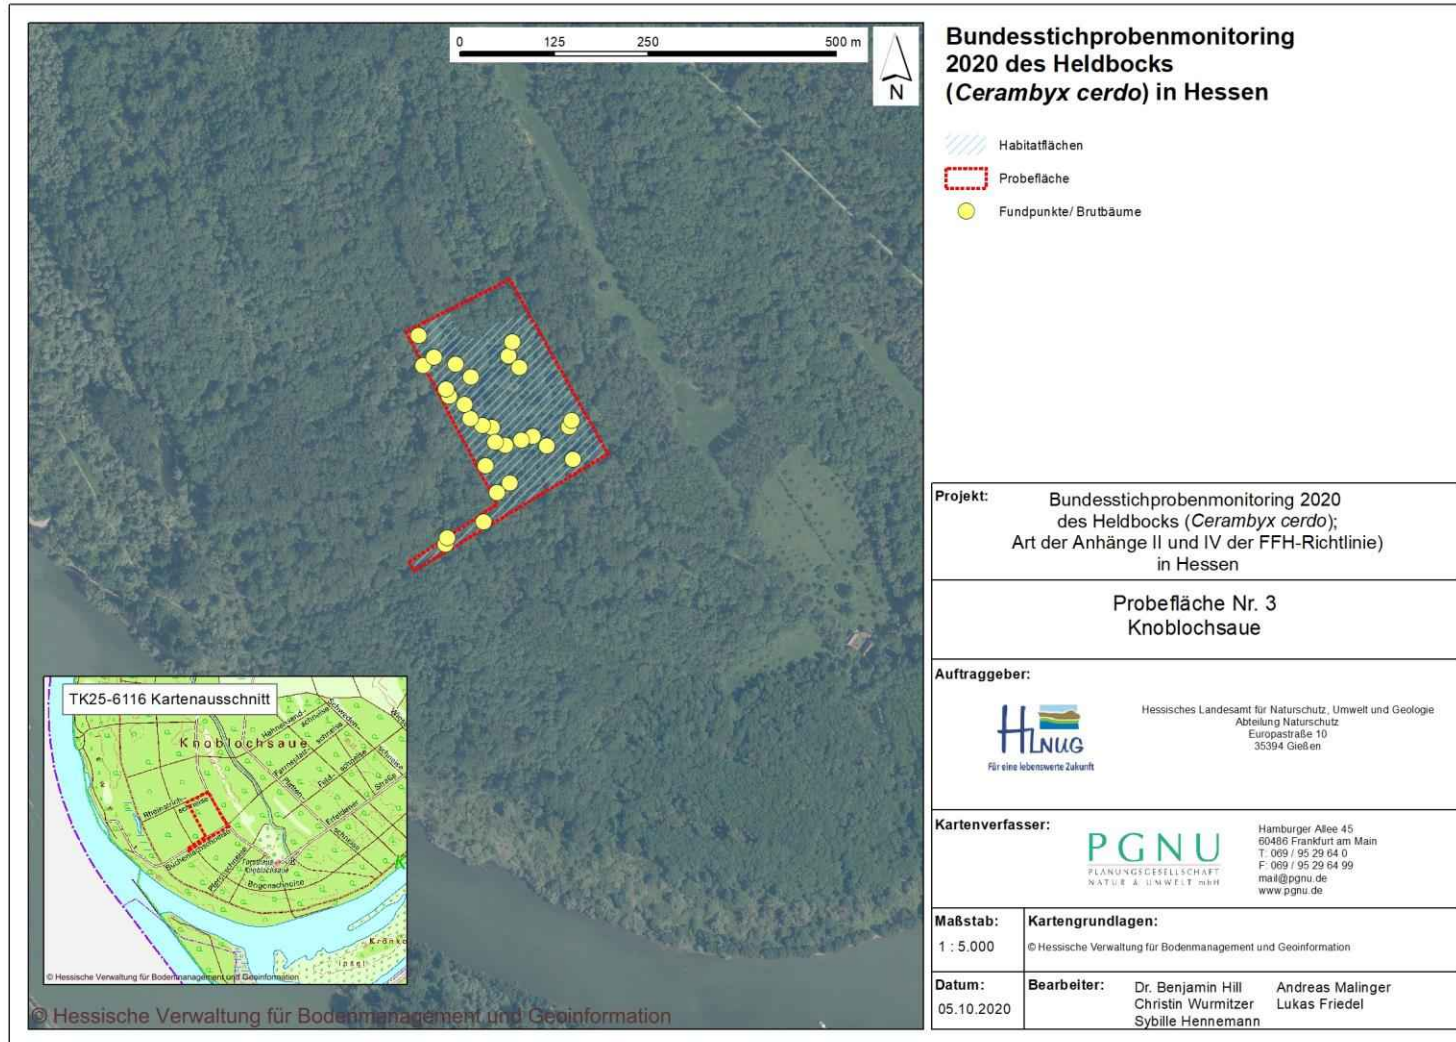 0 125 250 500 m
N
Bundesstichprobenmonitoring
2020 des Heldbocks
(Cerambyx cerdo) in Hessen
Habitatflächen
Probefläche
Fundpunkte/ Brutbäume
Projekt:
Bundesstichprobenmonitoring 2020
des Heldbocks (Cerambyx cerdo);
Art der Anhänge II und IV der FFH-Richtlinie)
in Hessen
Probefläche Nr. 3
Knoblochsaue
Auftraggeber:
HLNUG
Für eine lebenswerte Zukunft
Hessisches Landesamt für Naturschutz, Umwelt und Geologie
Abteilung Naturschutz
Europastraße 10
35394 Gießen
Kartenverfasser:
PGNU
PLANUNGSGESELLSCHAFT
NATUR & UMWELT mbH
Hamburger Allee 45
60486 Frankfurt am Main
T: 069 / 95 29 64 0
F: 069 / 95 29 64 99
mail@pgnu.de
www.pgnu.de
Maßstab:
1 : 5.000
Kartengrundlagen:
© Hessische Verwaltung für Bodenmanagement und Geoinformation
Datum:
05.10.2020
Bearbeiter:
Dr. Benjamin Hill
Christin Wurmitzer
Sybille Hennemann
Andreas Malinger
Lukas Friedel
TK25-6116 Kartenausschnitt
Knoblochsaue
schneise
schneise
schneise
Erfeldener
Straße
© Hessische Verwaltung für Bodenmanagement und Geoinformation
© Hessische Verwaltung für Bodenmanagement und Geoinformation